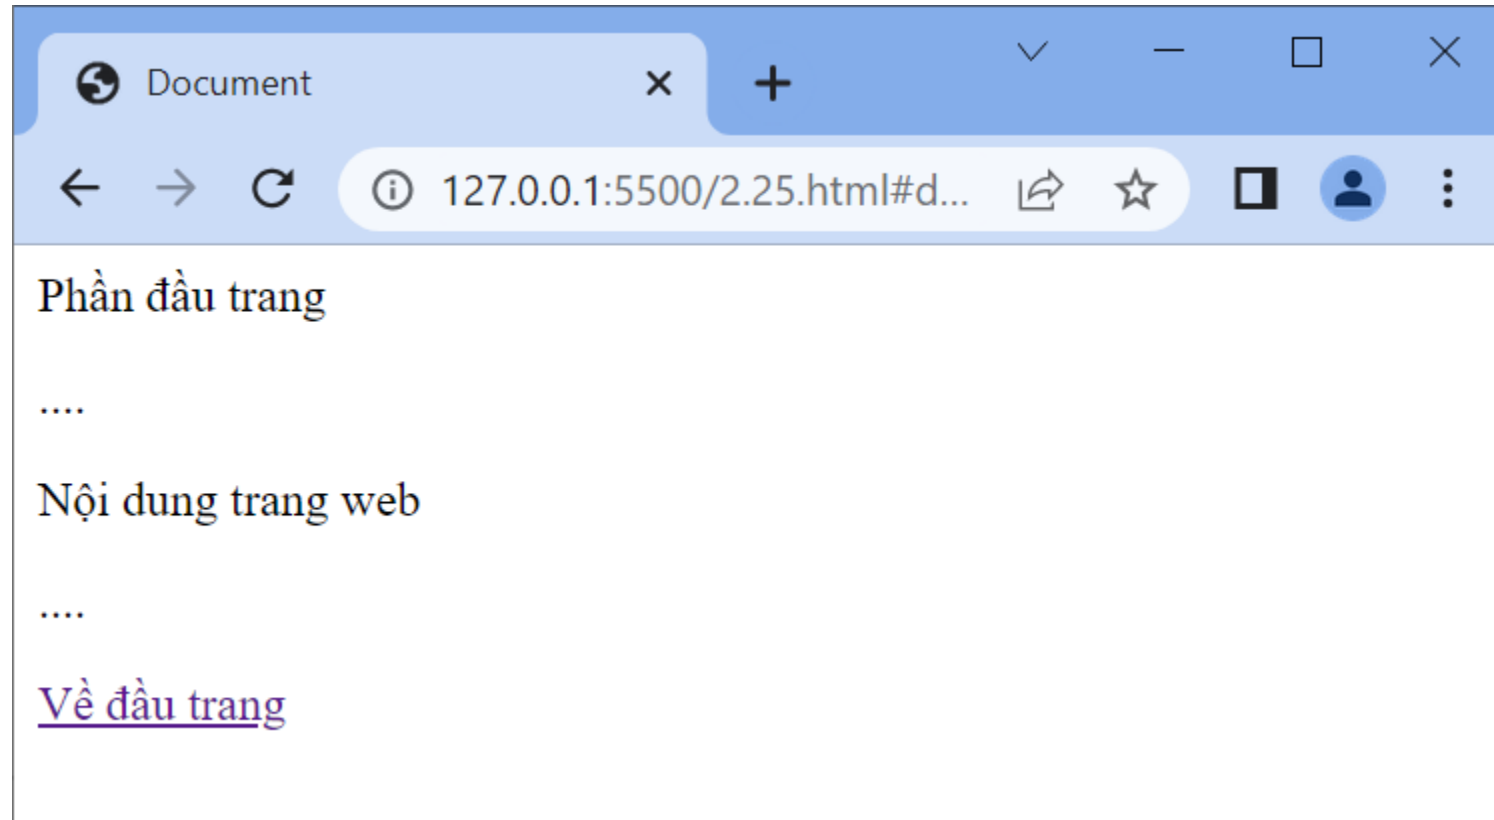 Document
127.0.0.1:5500/2.25.html#d...
Phần đầu trang
....
Nội dung trang web
....
Về đầu trang